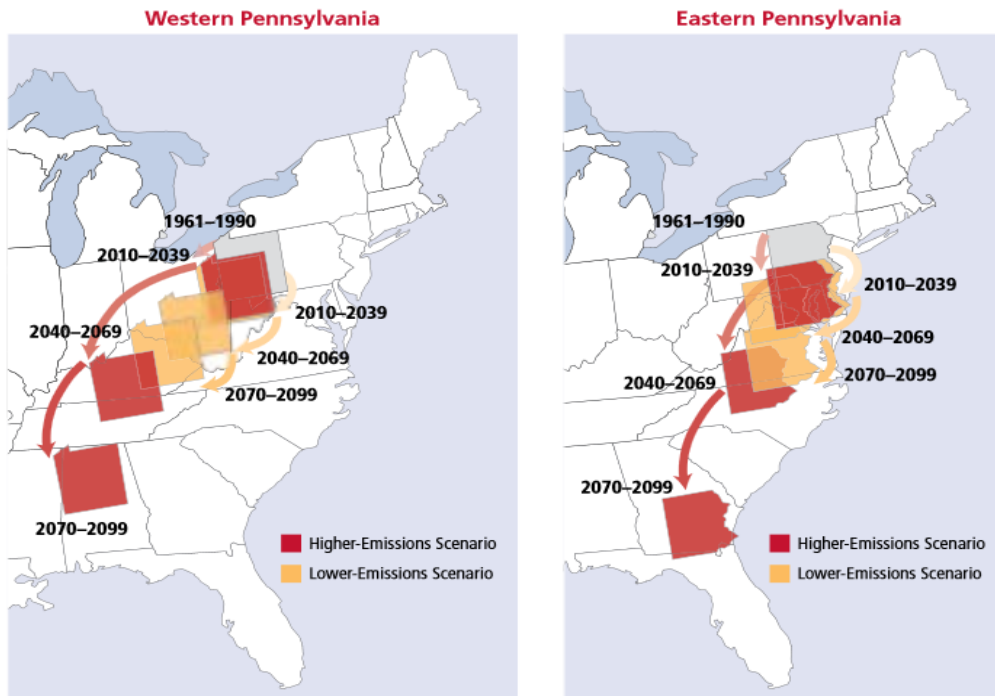 Western Pennsylvania
1961–1990
2010–2039
2010–2039
2040–2069
2040–2069
2070–2099
2070–2099
Higher-Emissions Scenario
Lower-Emissions Scenario
Eastern Pennsylvania
1961–1990
2010–2039
2010–2039
2040–2069
2040–2069
2070–2099
2070–2099
Higher-Emissions Scenario
Lower-Emissions Scenario